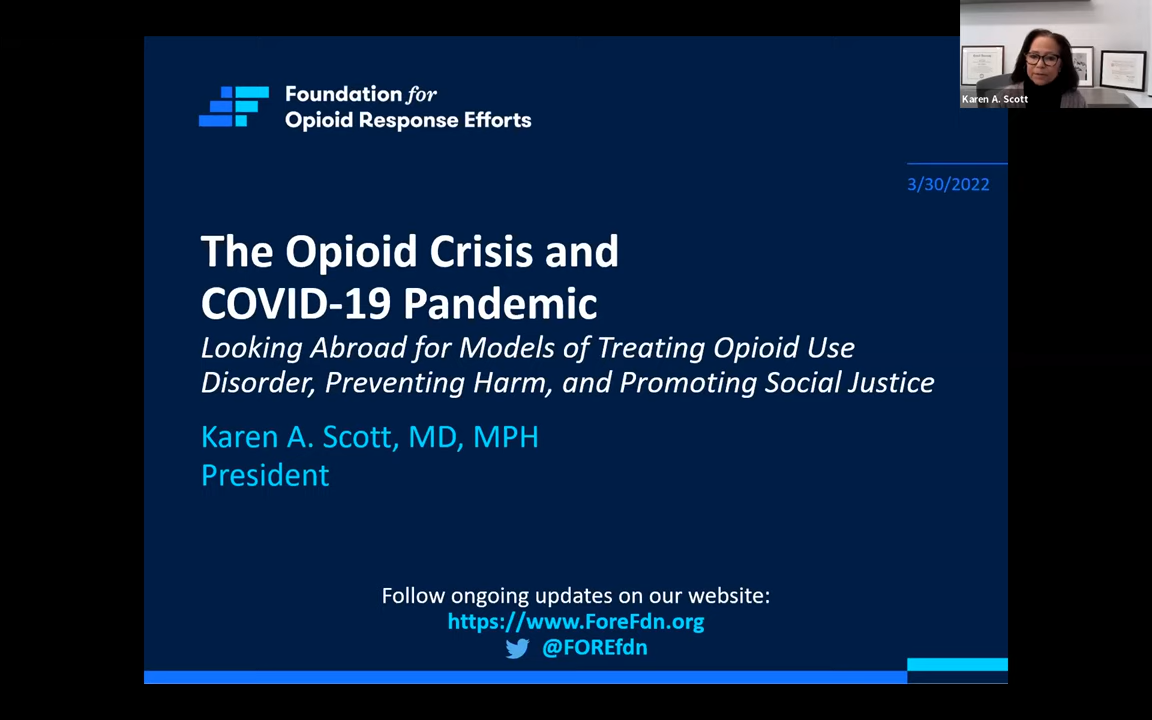 Foundation for
Opioid Response Efforts
Karen A. Scott
3/30/2022
The Opioid Crisis and
COVID-19 Pandemic
Looking Abroad for Models of Treating Opioid Use
Disorder, Preventing Harm, and Promoting Social Justice
Karen A. Scott, MD, MPH
President
Follow ongoing updates on our website:
https://www.ForeFdn.org
@FOREfdn